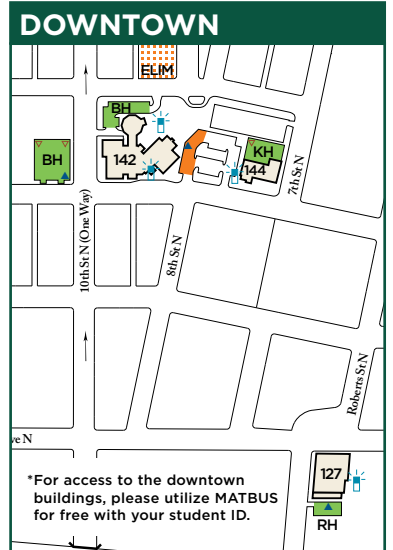 DOWNTOWN
ELIM
BH
BH
142
KH
144
7th St N
10th St N (One Way)
8th St N
Roberts St N
ve N
127
RH
*For access to the downtown
buildings, please utilize MATBUS
for free with your student ID.